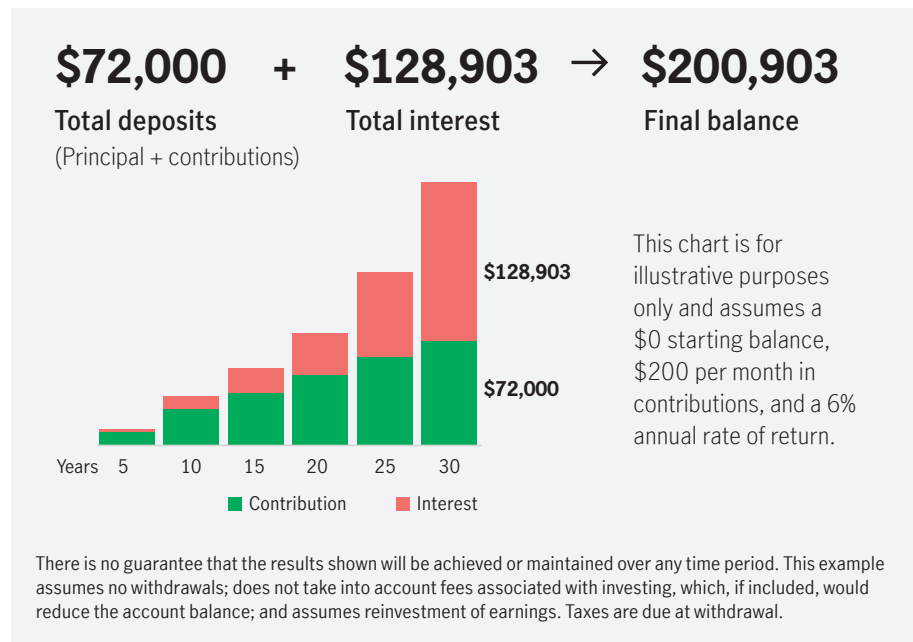 $72,000 + $128,903 → $200,903
Total deposits Total interest Final balance
(Principal + contributions)
This chart is for
illustrative purposes
only and assumes a
$0 starting balance,
$200 per month in
contributions, and a 6%
annual rate of return.
$128,903
$72,000
Years 5 10 15 20 25 30
Contribution Interest
There is no guarantee that the results shown will be achieved or maintained over any time period. This example
assumes no withdrawals; does not take into account fees associated with investing, which, if included, would
reduce the account balance; and assumes reinvestment of earnings. Taxes are due at withdrawal.